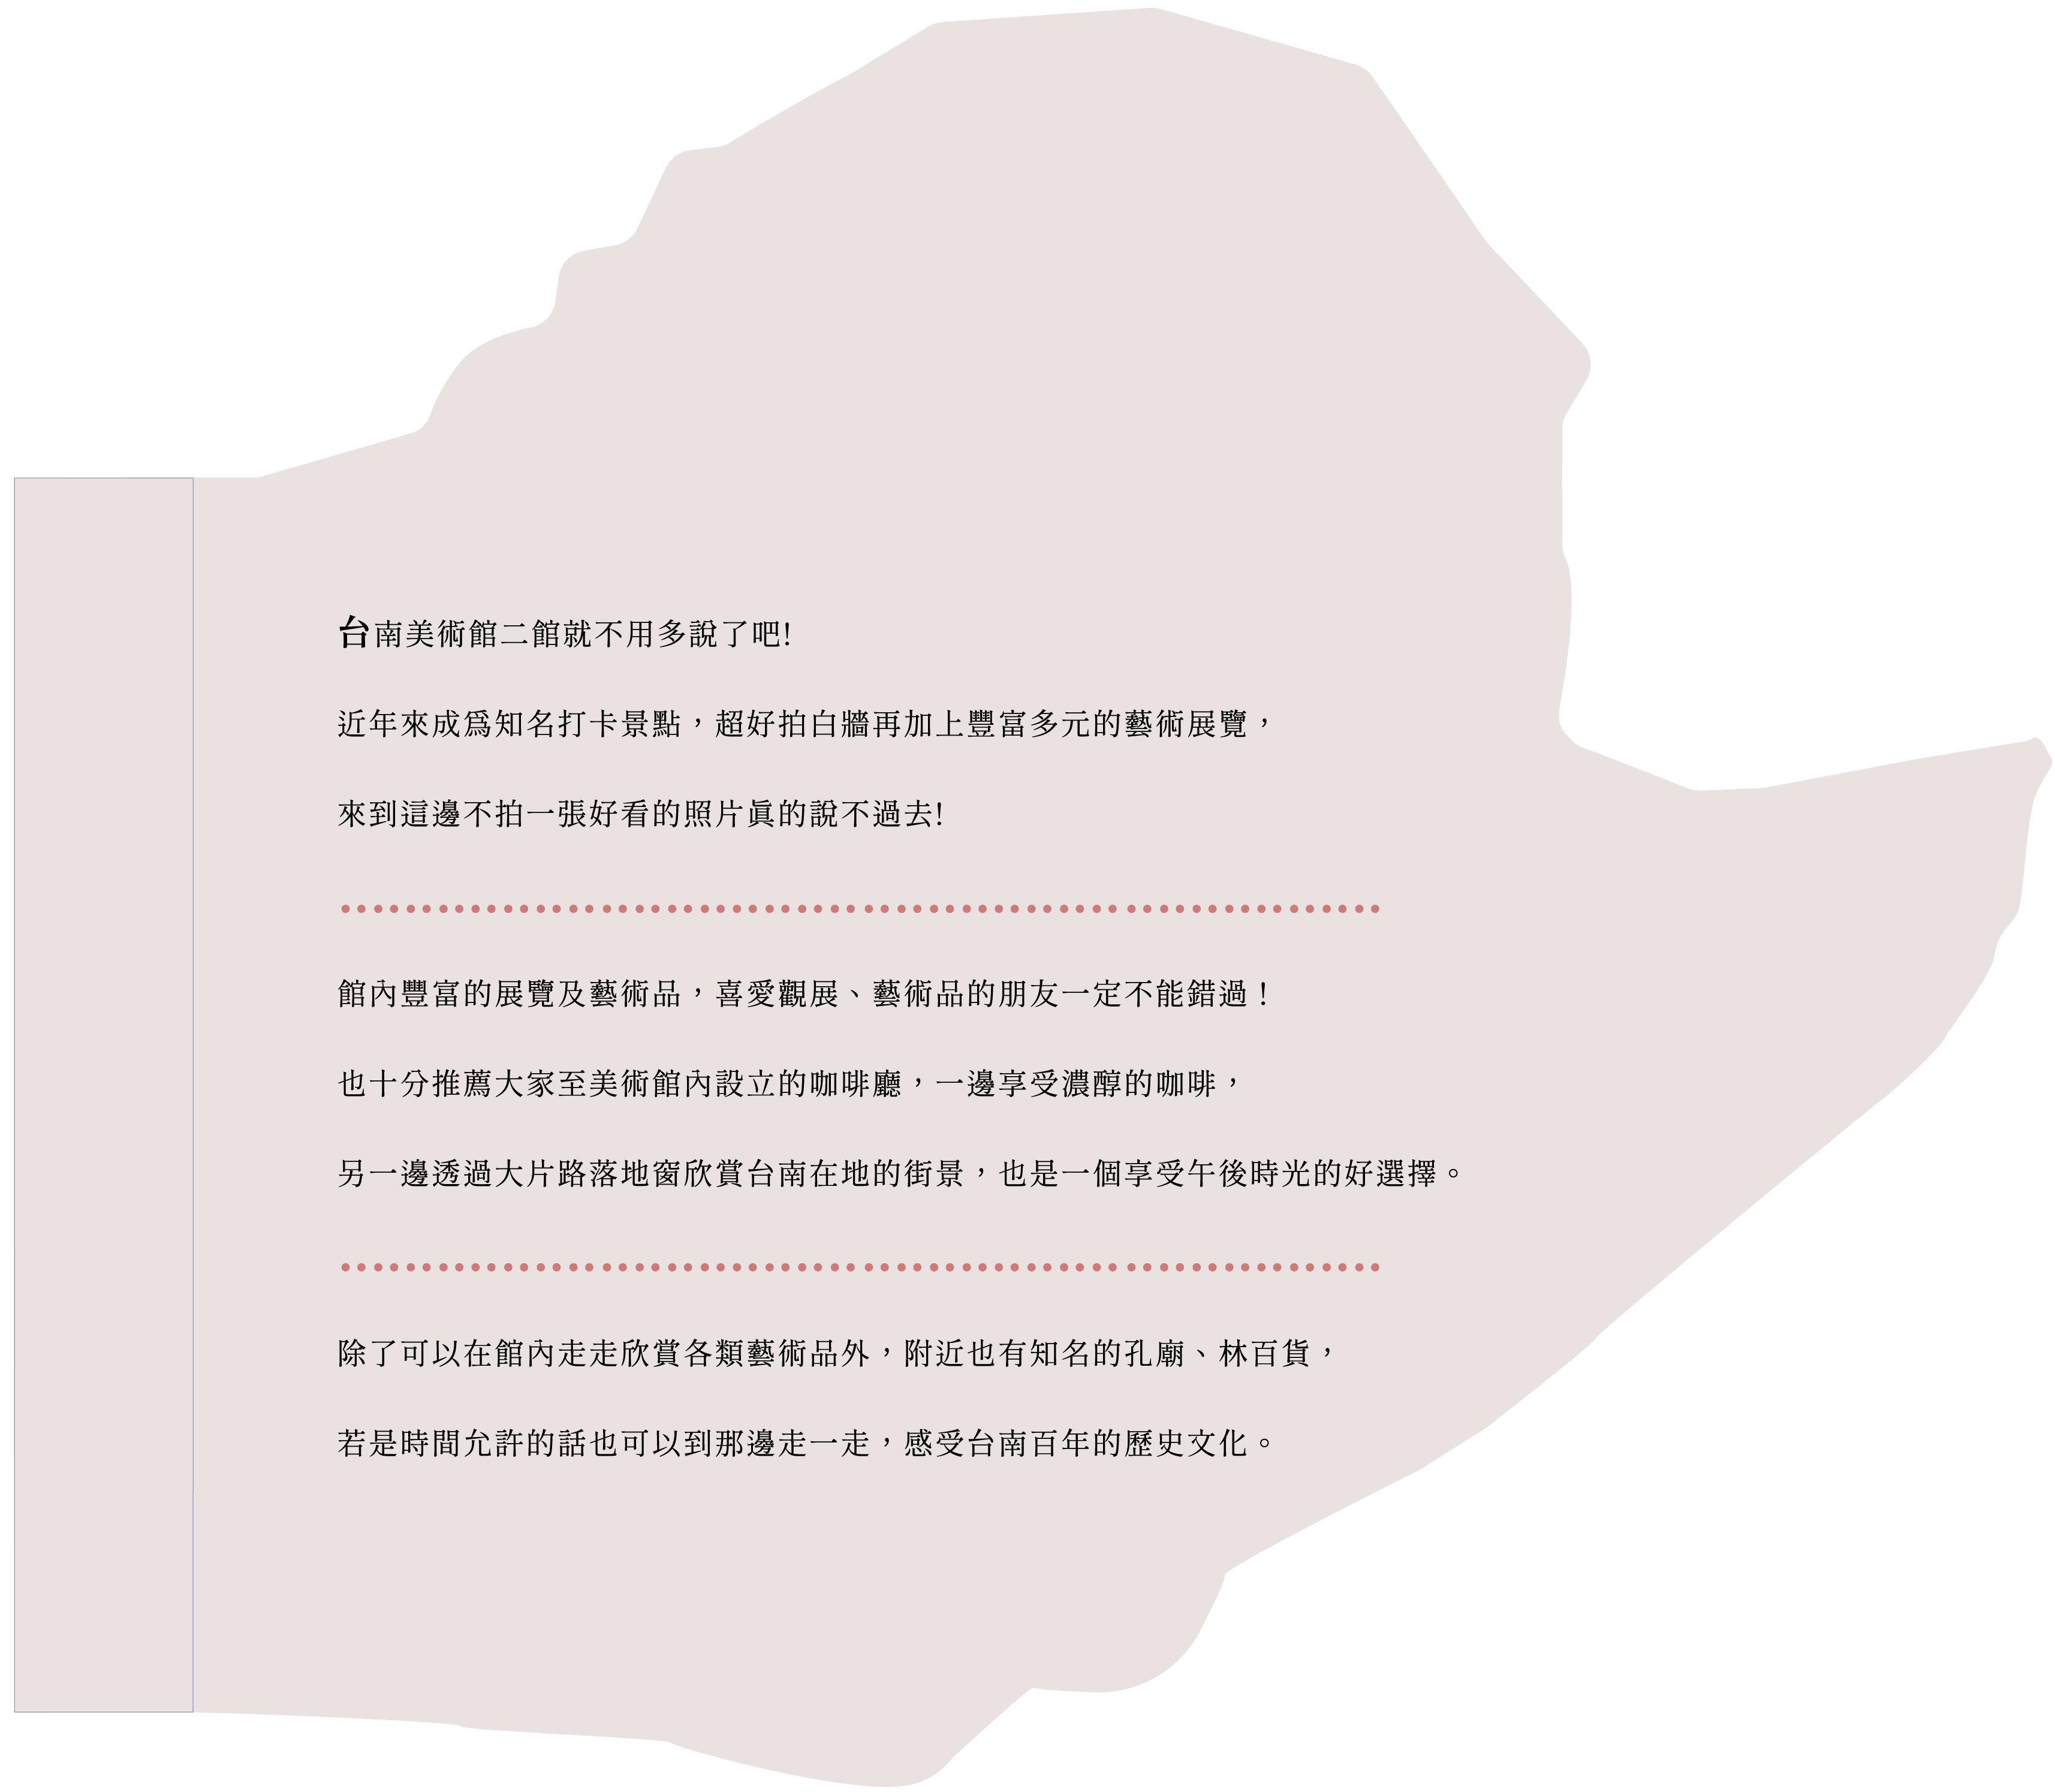 台南美術館二館就不用多說了吧!
近年來成爲知名打卡景點，超好拍白牆再加上豐富多元的藝術展覽，
來到這邊不拍一張好看的照片眞的說不過去!
館內豐富的展覽及藝術品，喜愛觀展、藝術品的朋友一定不能錯過！
也十分推薦大家至美術館內設立的咖啡廳，一邊享受濃醇的咖啡，
另一邊透過大片路落地窗欣賞台南在地的街景，也是一個享受午後時光的好選擇。
除了可以在館內走走欣賞各類藝術品外，附近也有知名的孔廟、林百貨，
若是時間允許的話也可以到那邊走一走，感受台南百年的歷史文化。